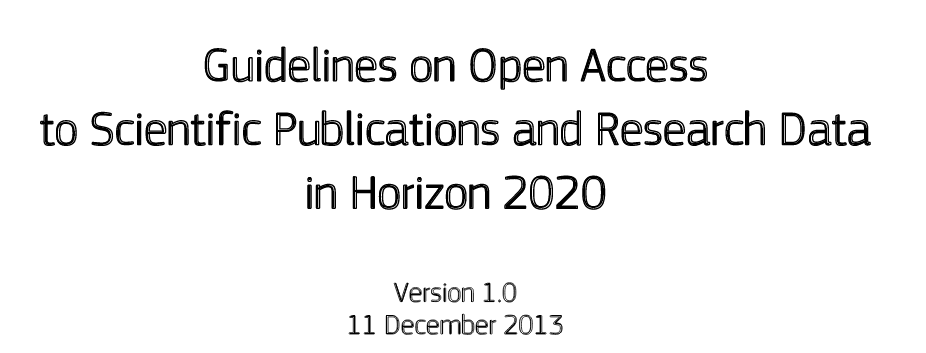 Guidelines on Open Access
to Scientific Publications and Research Data
in Horizon 2020
Version 1.0
11 December 2013